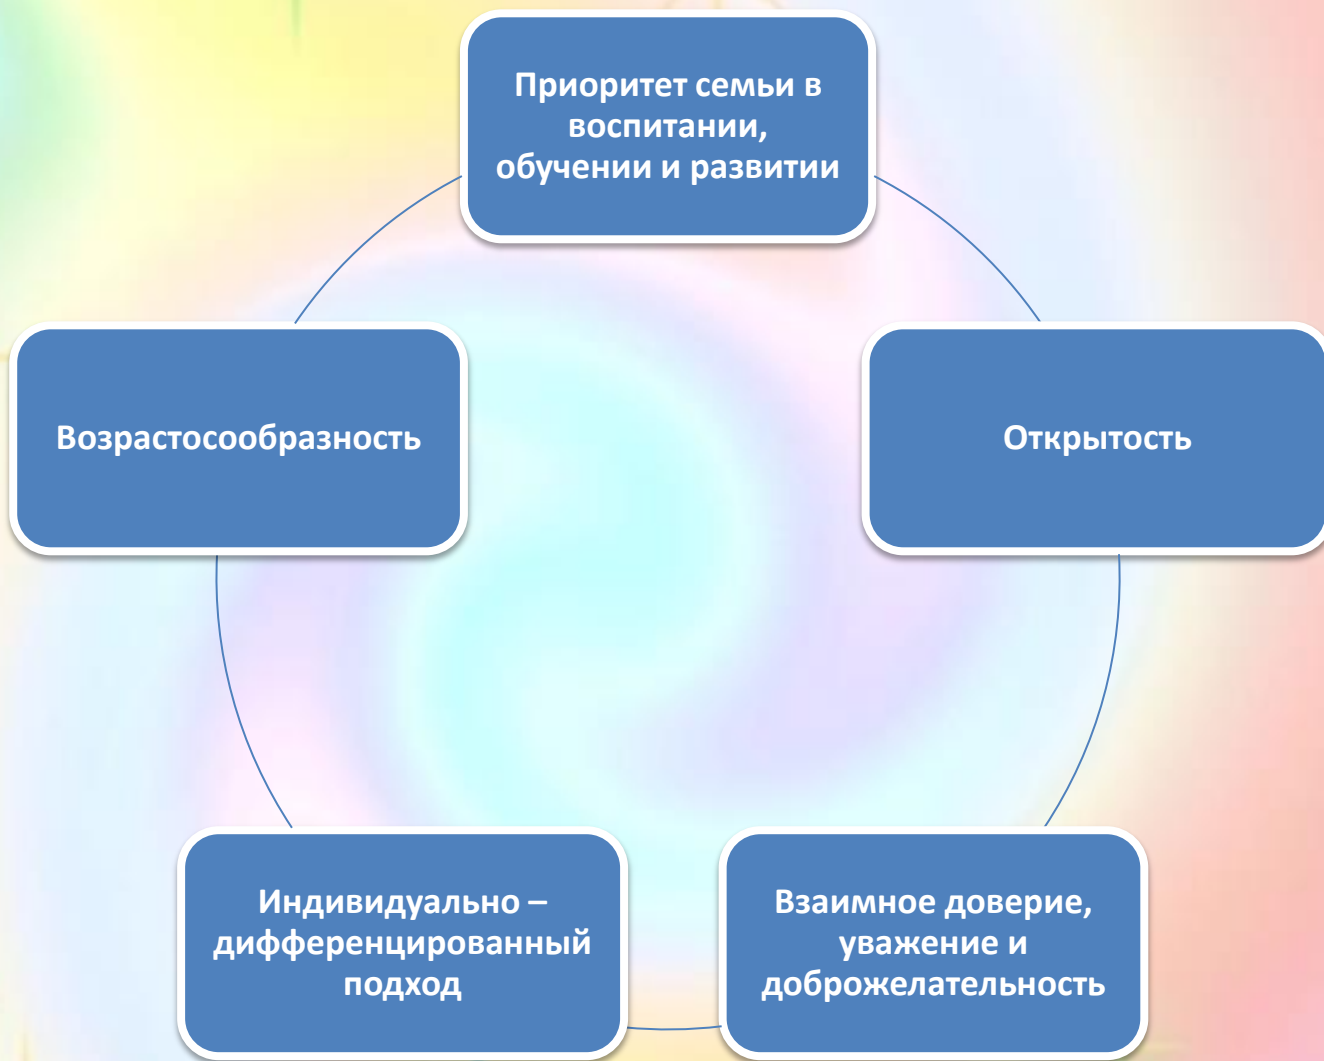 Приоритет семьи в
воспитании,
обучении и развитии
Возрастосообразность
Открытость
Индивидуально –
дифференцированный
подход
Взаимное доверие,
уважение и
доброжелательность